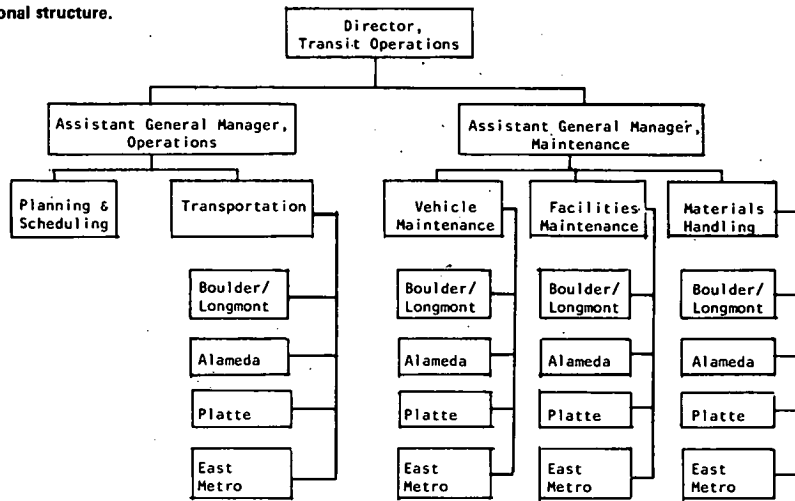 onal structure.
Director,
Transit Operations
Assistant General Manager,
Operations
Assistant General Manager,
Maintenance
Planning &
Scheduling
Transportation
Vehicle
Maintenance
Facilities
Maintenance
Materials
Handling
Boulder/
Longmont
Boulder/
Longmont
Boulder/
Longmont
Boulder/
Longmont
Alameda
Alameda
Alameda
Alameda
Platte
Platte
Platte
Platte
East
Metro
East
Metro
East
Metro
East
Metro